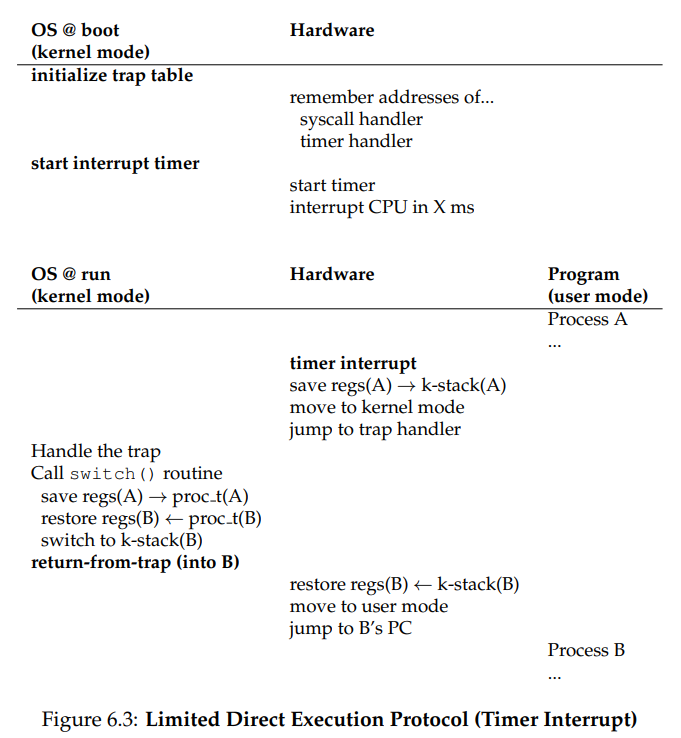 OS @ boot Hardware
(kernel mode)
initialize trap table
remember addresses of...
syscall handler
timer handler
start interrupt timer
start timer
interrupt CPU in X ms
OS @ run Hardware Program
(kernel mode) (user mode)
Process A
...
timer interrupt
save regs(A) → k-stack(A)
move to kernel mode
jump to trap handler
Handle the trap
Call switch() routine
save regs(A) → proc_t(A)
restore regs(B) ← proc_t(B)
switch to k-stack(B)
return-from-trap (into B)
restore regs(B) ← k-stack(B)
move to user mode
jump to B's PC
Process B
...
Figure 6.3: Limited Direct Execution Protocol (Timer Interrupt)